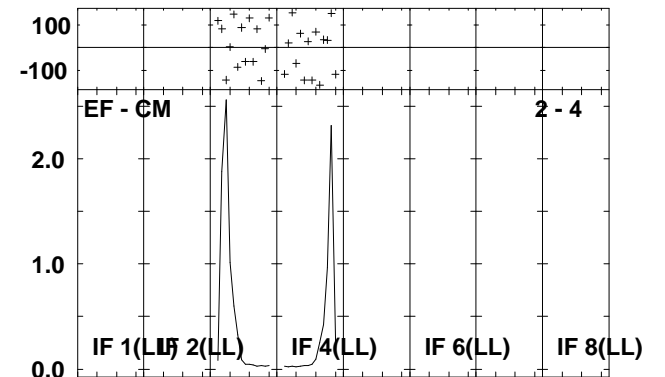 100
-100
EF - CM 2 - 4
2.0
1.0
IF 1(LL) IF 2(LL) IF 4(LL) IF 6(LL) IF 8(LL)
0.0